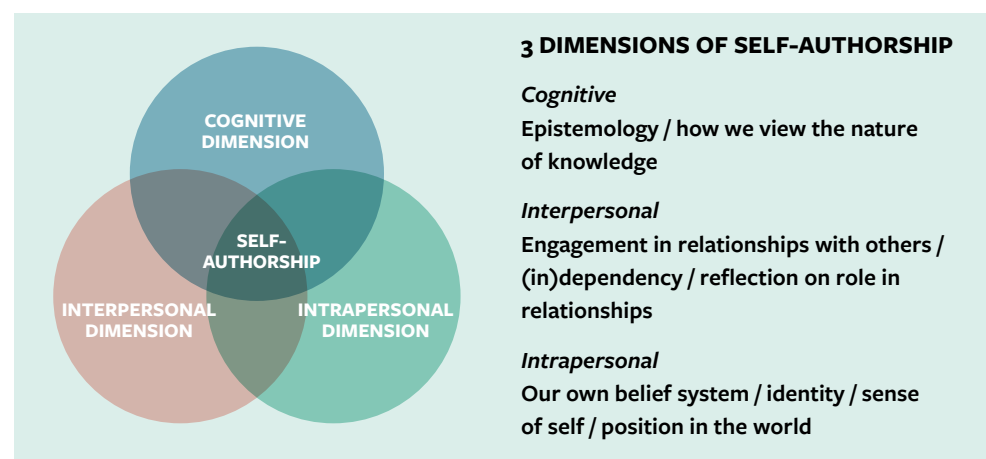 COGNITIVE
DIMENSION
SELF-
AUTHORSHIP
INTERPERSONAL
DIMENSION
INTRAPERSONAL
DIMENSION
3 DIMENSIONS OF SELF-AUTHORSHIP
Cognitive
Epistemology / how we view the nature
of knowledge
Interpersonal
Engagement in relationships with others /
(in)dependency / reflection on role in
relationships
Intrapersonal
Our own belief system / identity / sense
of self / position in the world